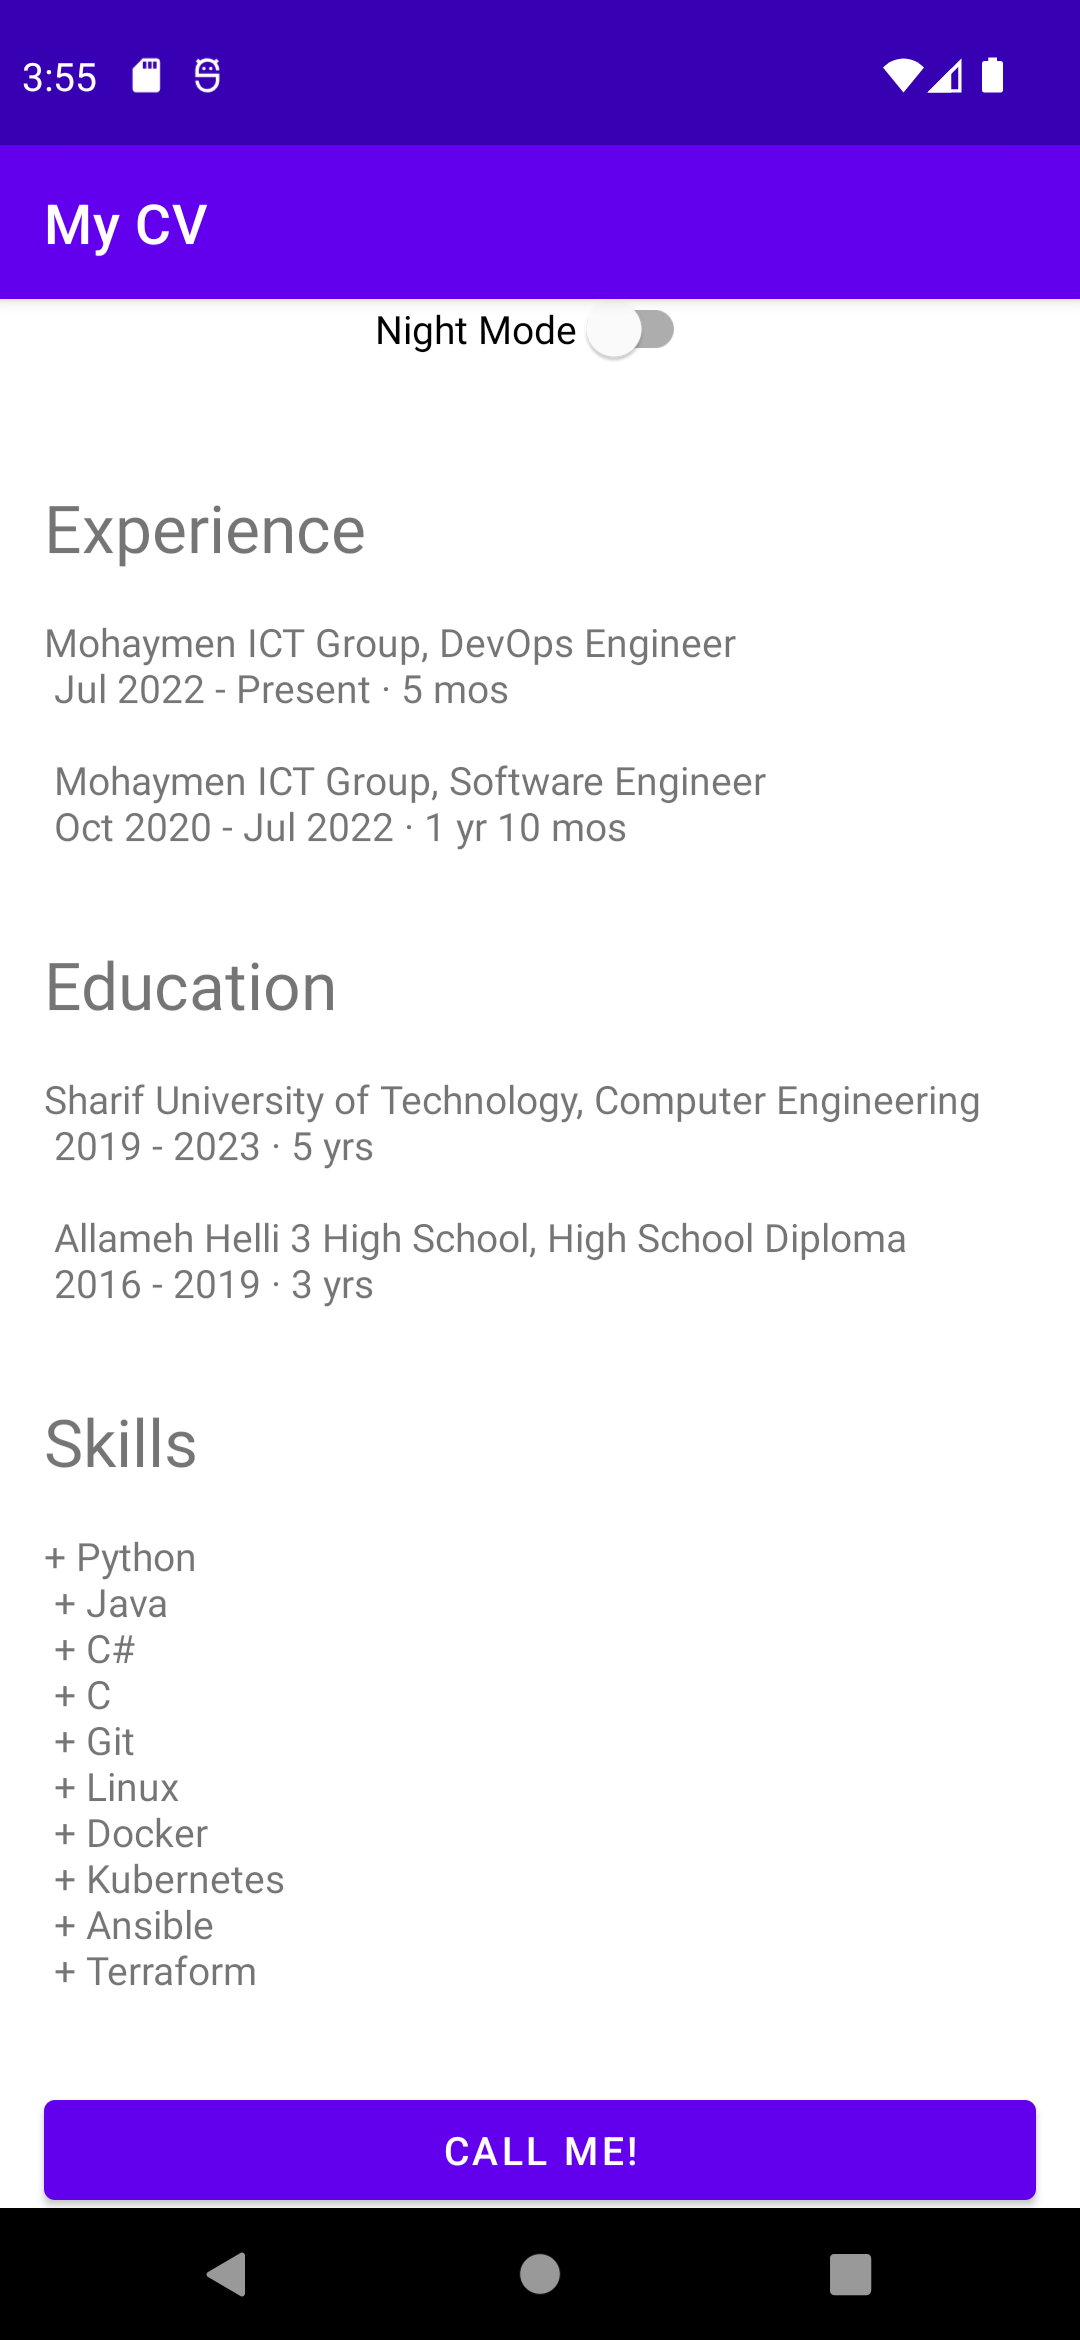 3:55
My CV
Night Mode
Experience
Mohaymen ICT Group, DevOps Engineer
Jul 2022 - Present · 5 mos
Mohaymen ICT Group, Software Engineer
Oct 2020 - Jul 2022 · 1 yr 10 mos
Education
Sharif University of Technology, Computer Engineering
2019 - 2023 · 5 yrs
Allameh Helli 3 High School, High School Diploma
2016 - 2019 · 3 yrs
Skills
+ Python
+ Java
+ C#
+ C
+ Git
+ Linux
+ Docker
+ Kubernetes
+ Ansible
+ Terraform
CALL ME!